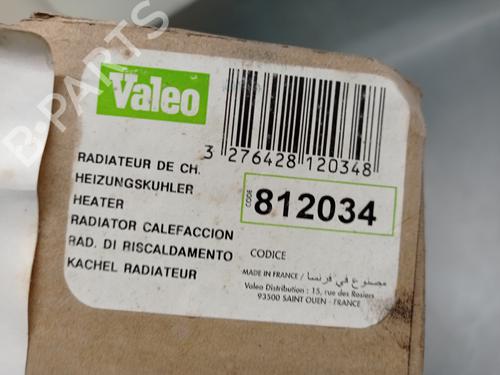 Valeo
3 276428 120348
RADIATEUR DE CH.
HEIZUNGSKUHLER
HEATER
RADIATOR CALEFACCION
RAD. DI RISCALDAMENTO
KACHEL RADIATEUR
CODE
812034
CODICE
MADE IN FRANCE / مصنوع في فرنسا
Valeo Distribution : 15, rue des Rosiers
93500 SAINT OUEN - FRANCE
B-PARTS